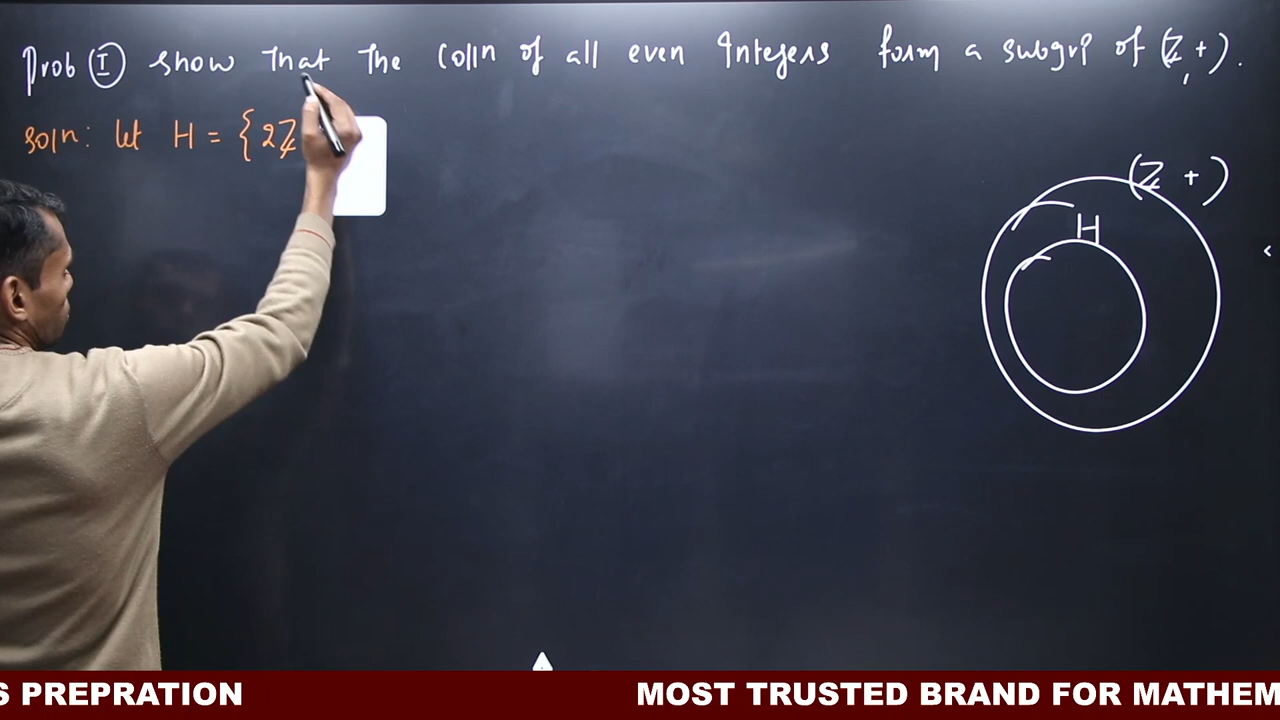 Prob (I) show that the colln of all even Integers form a subgrp of (ℤ, +).
soln: let H = { 2ℤ
(ℤ +)
H
S PREPRATION MOST TRUSTED BRAND FOR MATHEM